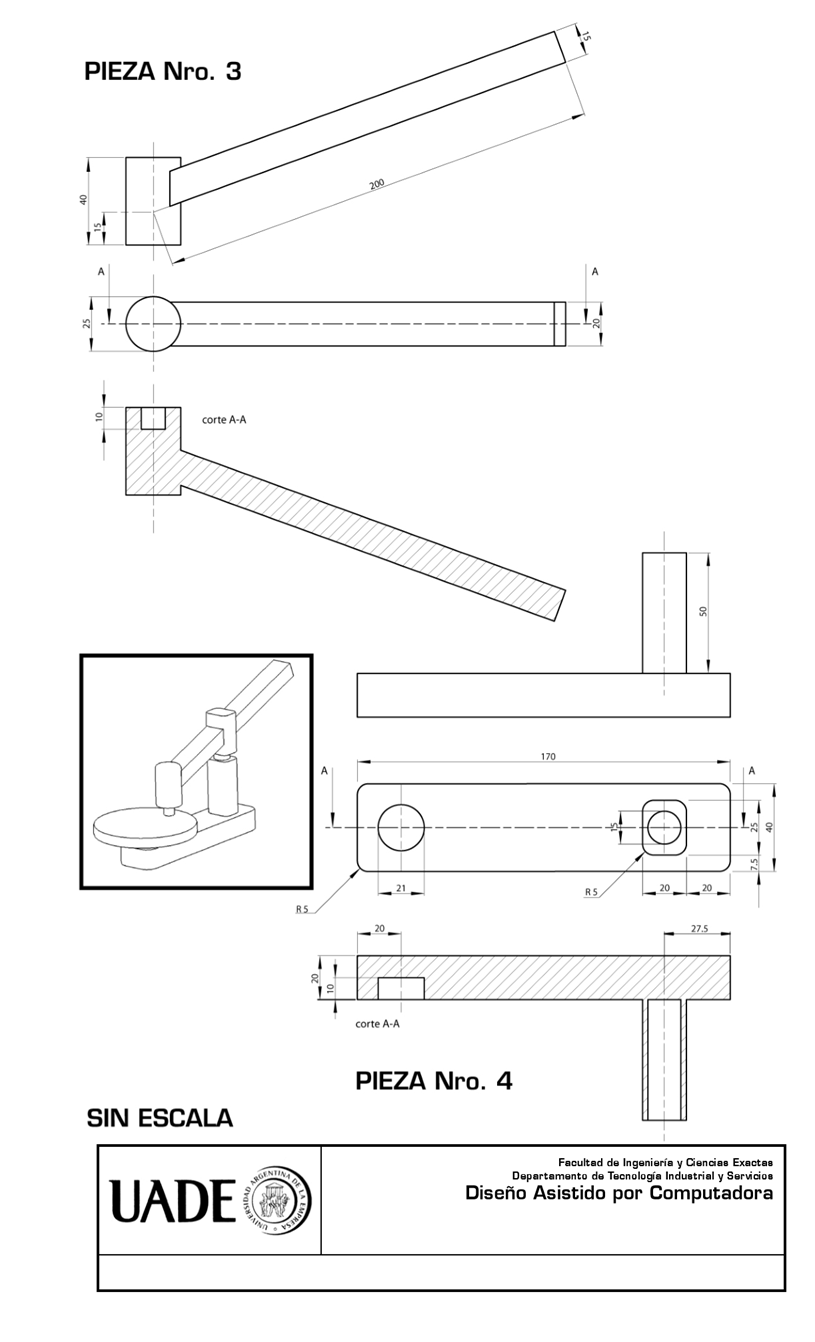 PIEZA Nro. 3
15
200
40
15
A
A
25
20
10
corte A-A
50
170
A
A
15
25
40
7.5
21
20
20
R 5
R 5
20
27.5
20
10
corte A-A
PIEZA Nro. 4
SIN ESCALA
UADE
UNIVERSIDAD ARGENTINA DE LA EMPRESA
Facultad de Ingeniería y Ciencias Exactas
Departamento de Tecnología Industrial y Servicios
Diseño Asistido por Computadora